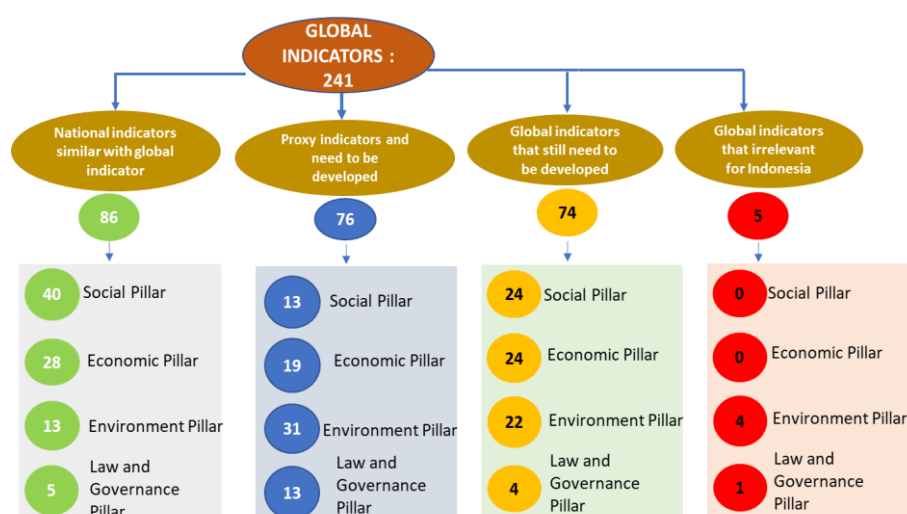 GLOBAL
INDICATORS :
241
National indicators
similar with global
indicator
Proxy indicators and
need to be
developed
Global indicators
that still need to
be developed
Global indicators
that irrelevant
for Indonesia
86
76
74
5
40 Social Pillar
28 Economic Pillar
13 Environment Pillar
5 Law and
Governance
Pillar
13 Social Pillar
19 Economic Pillar
31 Environment Pillar
13 Law and
Governance
Pillar
24 Social Pillar
24 Economic Pillar
22 Environment Pillar
4 Law and
Governance
Pillar
0 Social Pillar
0 Economic Pillar
4 Environment Pillar
1 Law and
Governance
Pillar